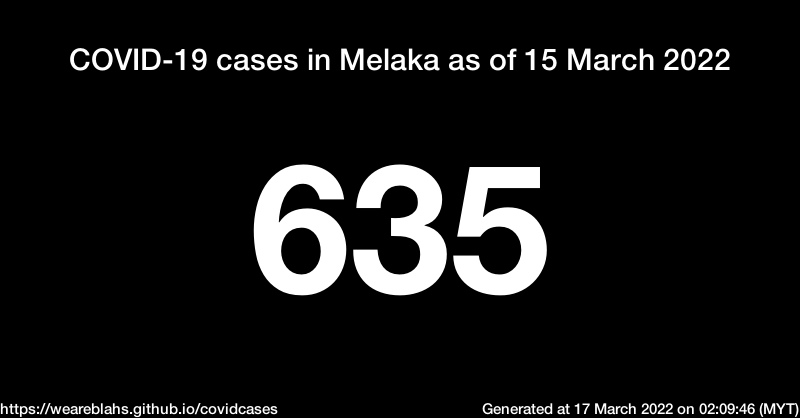 COVID-19 cases in Melaka as of 15 March 2022
635
https://weareblahs.github.io/covidcases
Generated at 17 March 2022 on 02:09:46 (MYT)